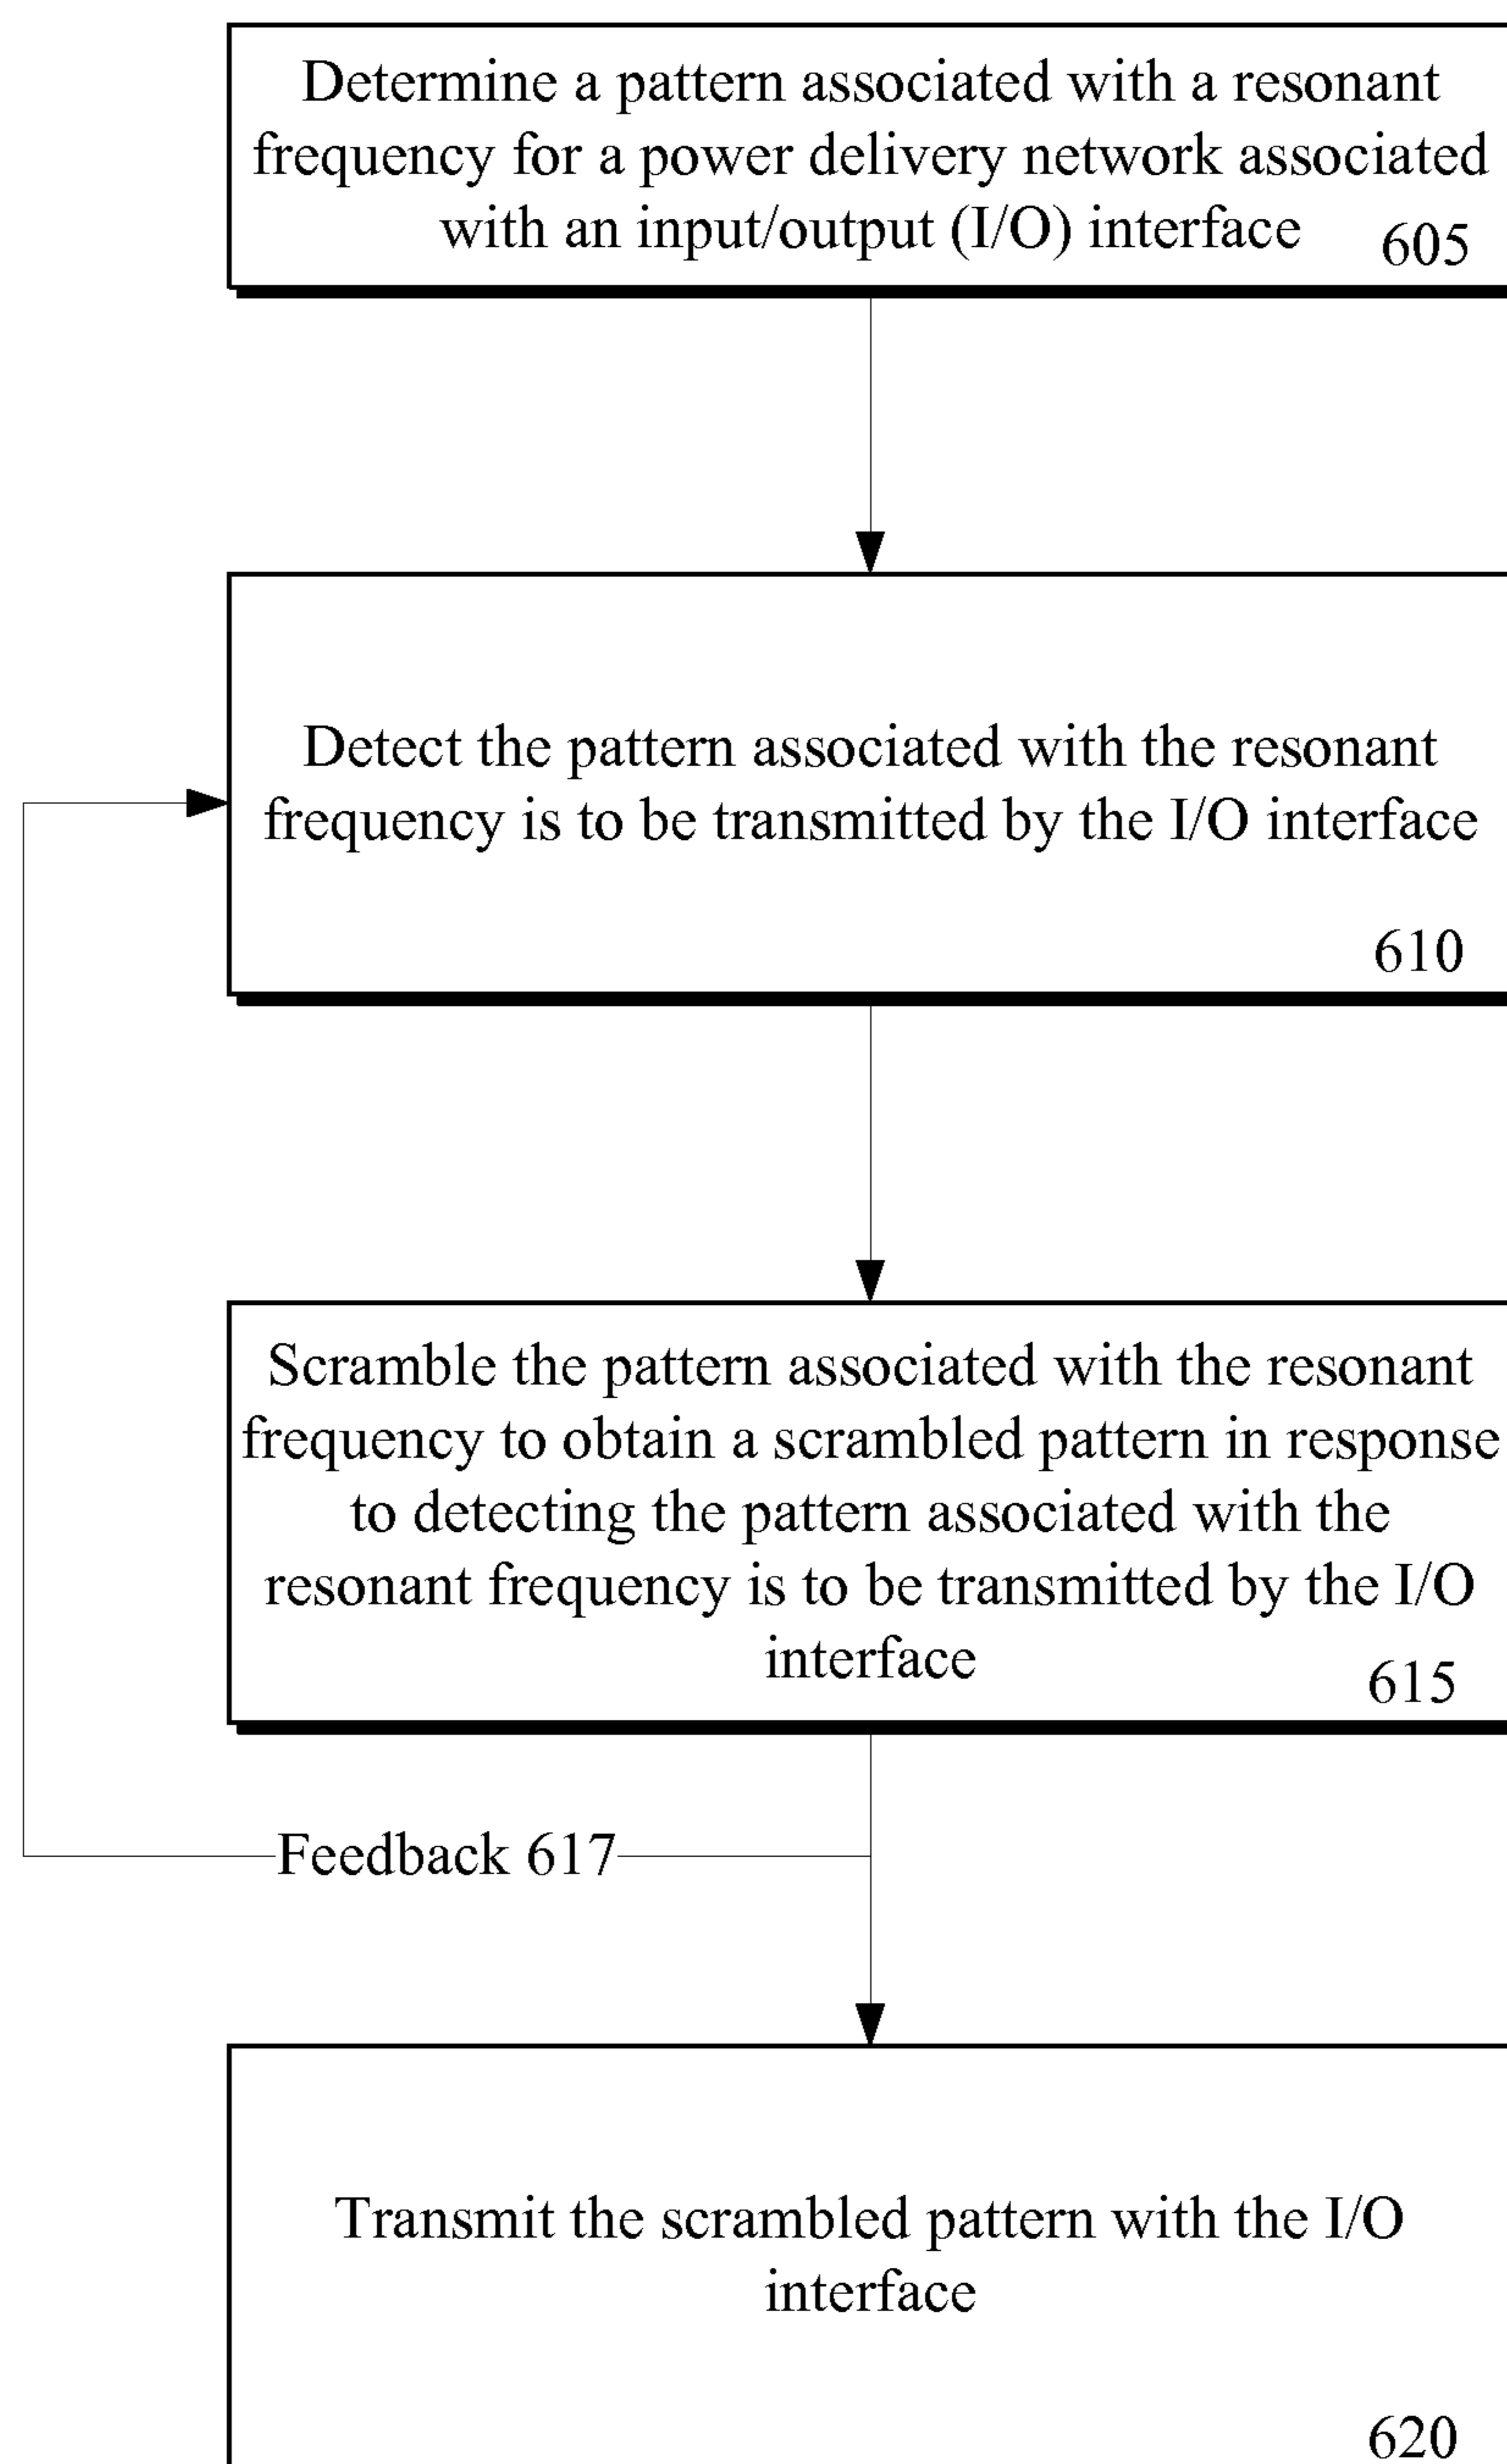 Determine a pattern associated with a resonant
frequency for a power delivery network associated
with an input/output (I/O) interface
605
Detect the pattern associated with the resonant
frequency is to be transmitted by the I/O interface
610
Scramble the pattern associated with the resonant
frequency to obtain a scrambled pattern in response
to detecting the pattern associated with the
resonant frequency is to be transmitted by the I/O
interface
615
Feedback 617
Transmit the scrambled pattern with the I/O
interface
620